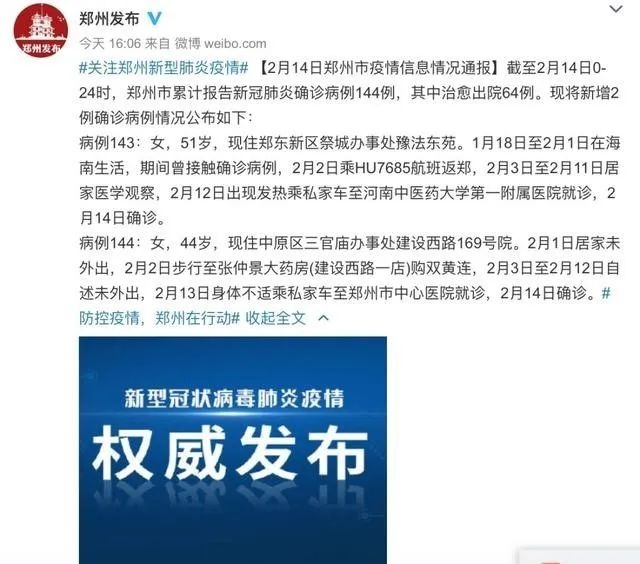 郑州发布
郑州发布
今天 16:06 来自 微博 weibo.com
#关注郑州新型肺炎疫情# 【2月14日郑州市疫情信息情况通报】截至2月14日0-
24时，郑州市累计报告新冠肺炎确诊病例144例，其中治愈出院64例。现将新增2
例确诊病例情况公布如下：
病例143：女，51岁，现住郑东新区祭城办事处豫法东苑。1月18日至2月1日在海
南生活，期间曾接触确诊病例，2月2日乘HU7685航班返郑，2月3日至2月11日居
家医学观察，2月12日出现发热乘私家车至河南中医药大学第一附属医院就诊，2
月14日确诊。
病例144：女，44岁，现住中原区三官庙办事处建设西路169号院。2月1日居家未
外出，2月2日步行至张仲景大药房(建设西路一店)购双黄连，2月3日至2月12日自
述未外出，2月13日身体不适乘私家车至郑州市中心医院就诊，2月14日确诊。#
防控疫情，郑州在行动# 收起全文
新型冠状病毒肺炎疫情
权威发布